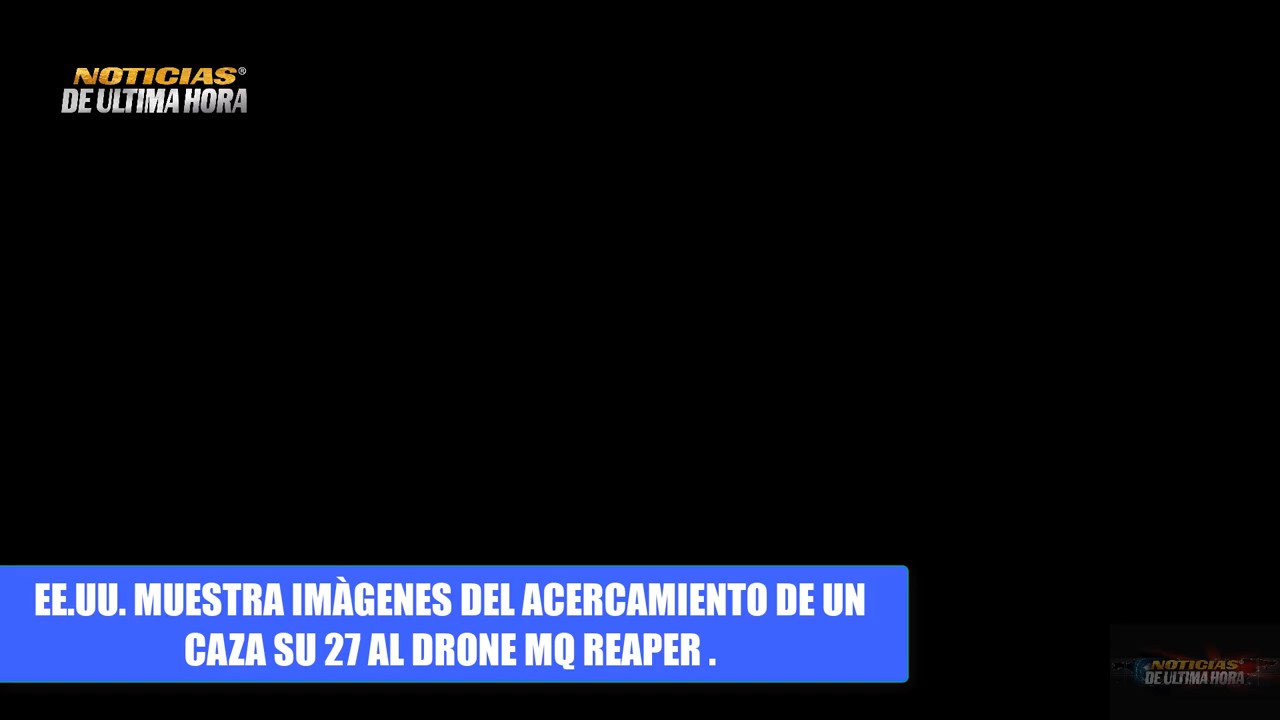 NOTICIAS®
DE ULTIMA HORA
EE.UU. MUESTRA IMÀGENES DEL ACERCAMIENTO DE UN
CAZA SU 27 AL DRONE MQ REAPER .
NOTICIAS
DE ULTIMA HORA